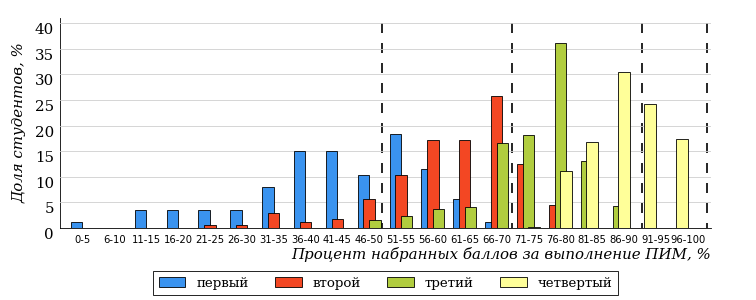 Доля студентов, %
40
35
30
25
20
15
10
5
0
0-5 6-10 11-15 16-20 21-25 26-30 31-35 36-40 41-45 46-50 51-55 56-60 61-65 66-70 71-75 76-80 81-85 86-90 91-95 96-100
Процент набранных баллов за выполнение ПИМ, %
первый второй третий четвертый